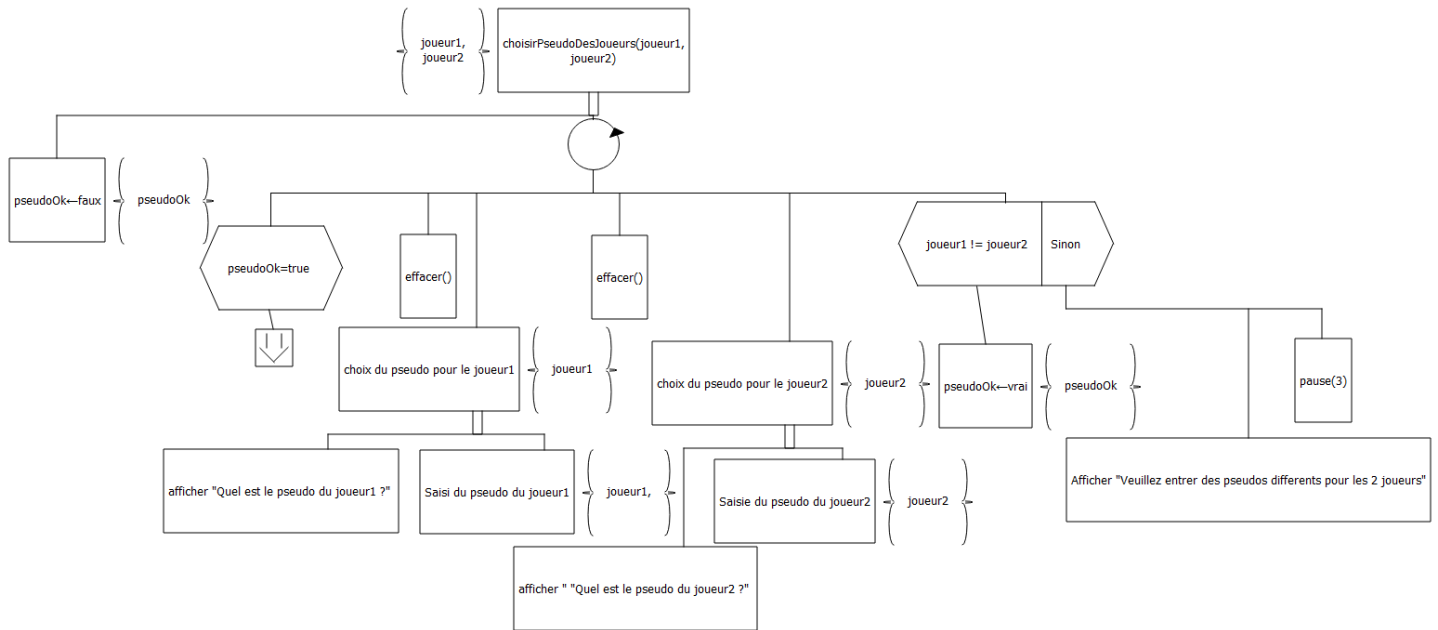 joueur1,
joueur2
choisirPseudoDesJoueurs(joueur1,
joueur2)
pseudoOk←faux
pseudoOk
pseudoOk=true
effacer()
effacer()
joueur1 != joueur2
Sinon
choix du pseudo pour le joueur1
joueur1
choix du pseudo pour le joueur2
joueur2
pseudoOk←vrai
pseudoOk
pause(3)
afficher "Quel est le pseudo du joueur1 ?"
Saisi du pseudo du joueur1
joueur1,
Saisie du pseudo du joueur2
joueur2
Afficher "Veuillez entrer des pseudos differents pour les 2 joueurs"
afficher " "Quel est le pseudo du joueur2 ?"